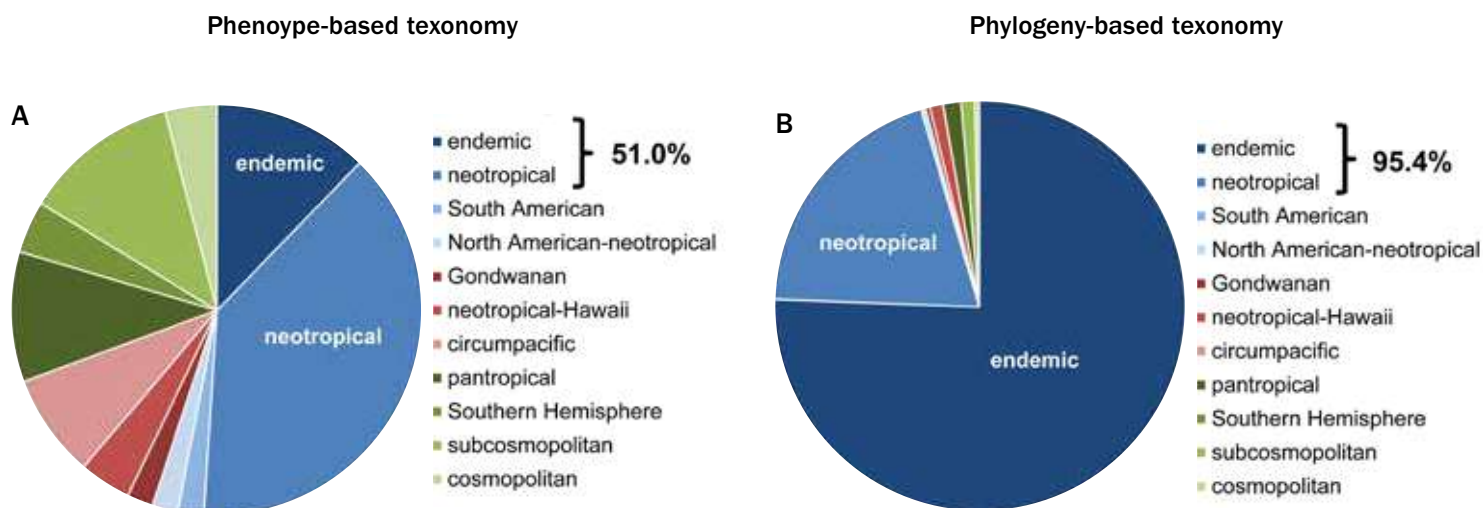 Phenoype-based texonomy
Phylogeny-based texonomy
A
endemic
neotropical
endemic
neotropical
South American
North American-neotropical
Gondwanan
neotropical-Hawaii
circumpacific
pantropical
Southern Hemisphere
subcosmopolitan
cosmopolitan
51.0%
B
neotropical
endemic
endemic
neotropical
South American
North American-neotropical
Gondwanan
neotropical-Hawaii
circumpacific
pantropical
Southern Hemisphere
subcosmopolitan
cosmopolitan
95.4%